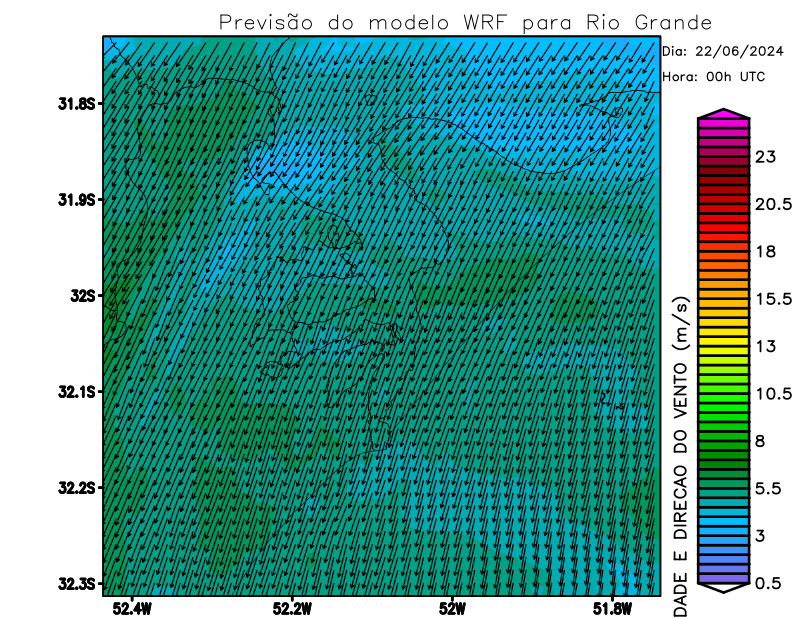 Previsão do modelo WRF para Rio Grande
Dia: 22/06/2024
Hora: 00h UTC
31.8S
31.9S
32S
32.1S
32.2S
32.3S
52.4W
52.2W
52W
51.8W
23
20.5
18
15.5
13
10.5
8
5.5
3
0.5
DADE E DIRECAO DO VENTO (m/s)